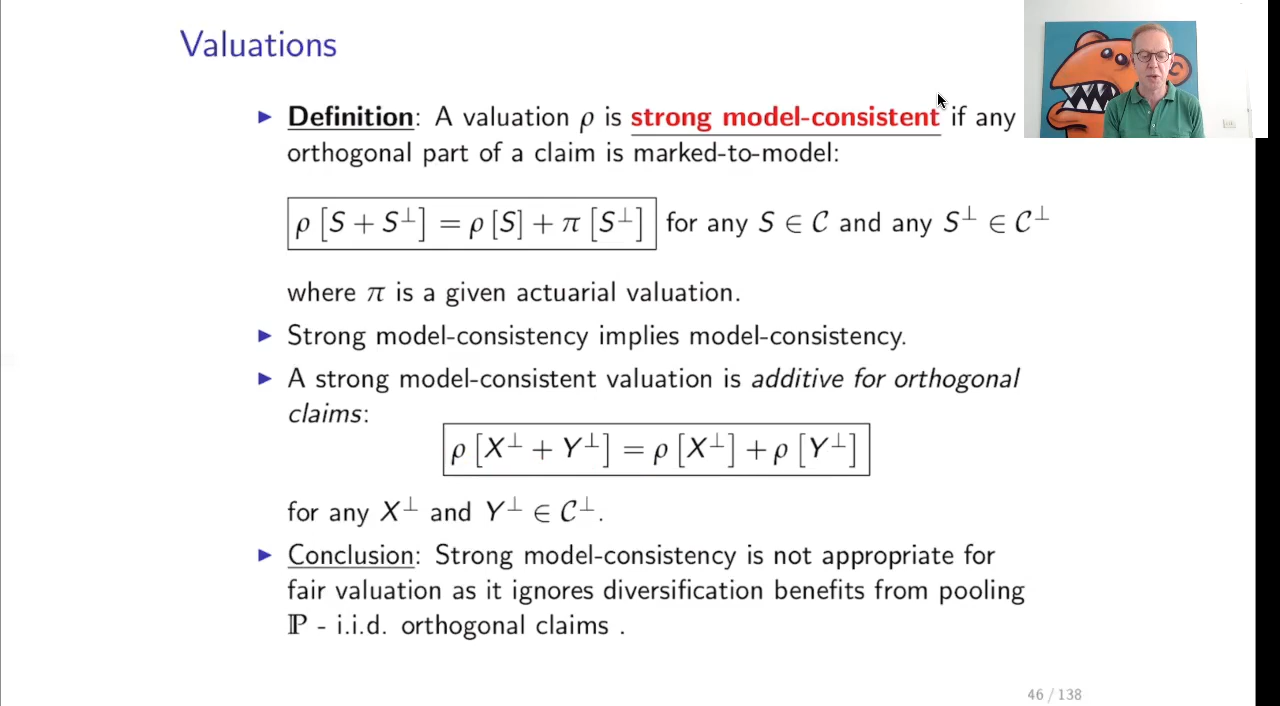 Valuations
▶ Definition: A valuation ρ is strong model-consistent if any
orthogonal part of a claim is marked-to-model:
ρ [S + S⊥] = ρ [S] + π [S⊥] for any S ∈ 𝒞 and any S⊥ ∈ 𝒞⊥
where π is a given actuarial valuation.
▶ Strong model-consistency implies model-consistency.
▶ A strong model-consistent valuation is additive for orthogonal
claims:
ρ [X⊥ + Y⊥] = ρ [X⊥] + ρ [Y⊥]
for any X⊥ and Y⊥ ∈ 𝒞⊥.
▶ Conclusion: Strong model-consistency is not appropriate for
fair valuation as it ignores diversification benefits from pooling
ℙ - i.i.d. orthogonal claims .
46 / 138